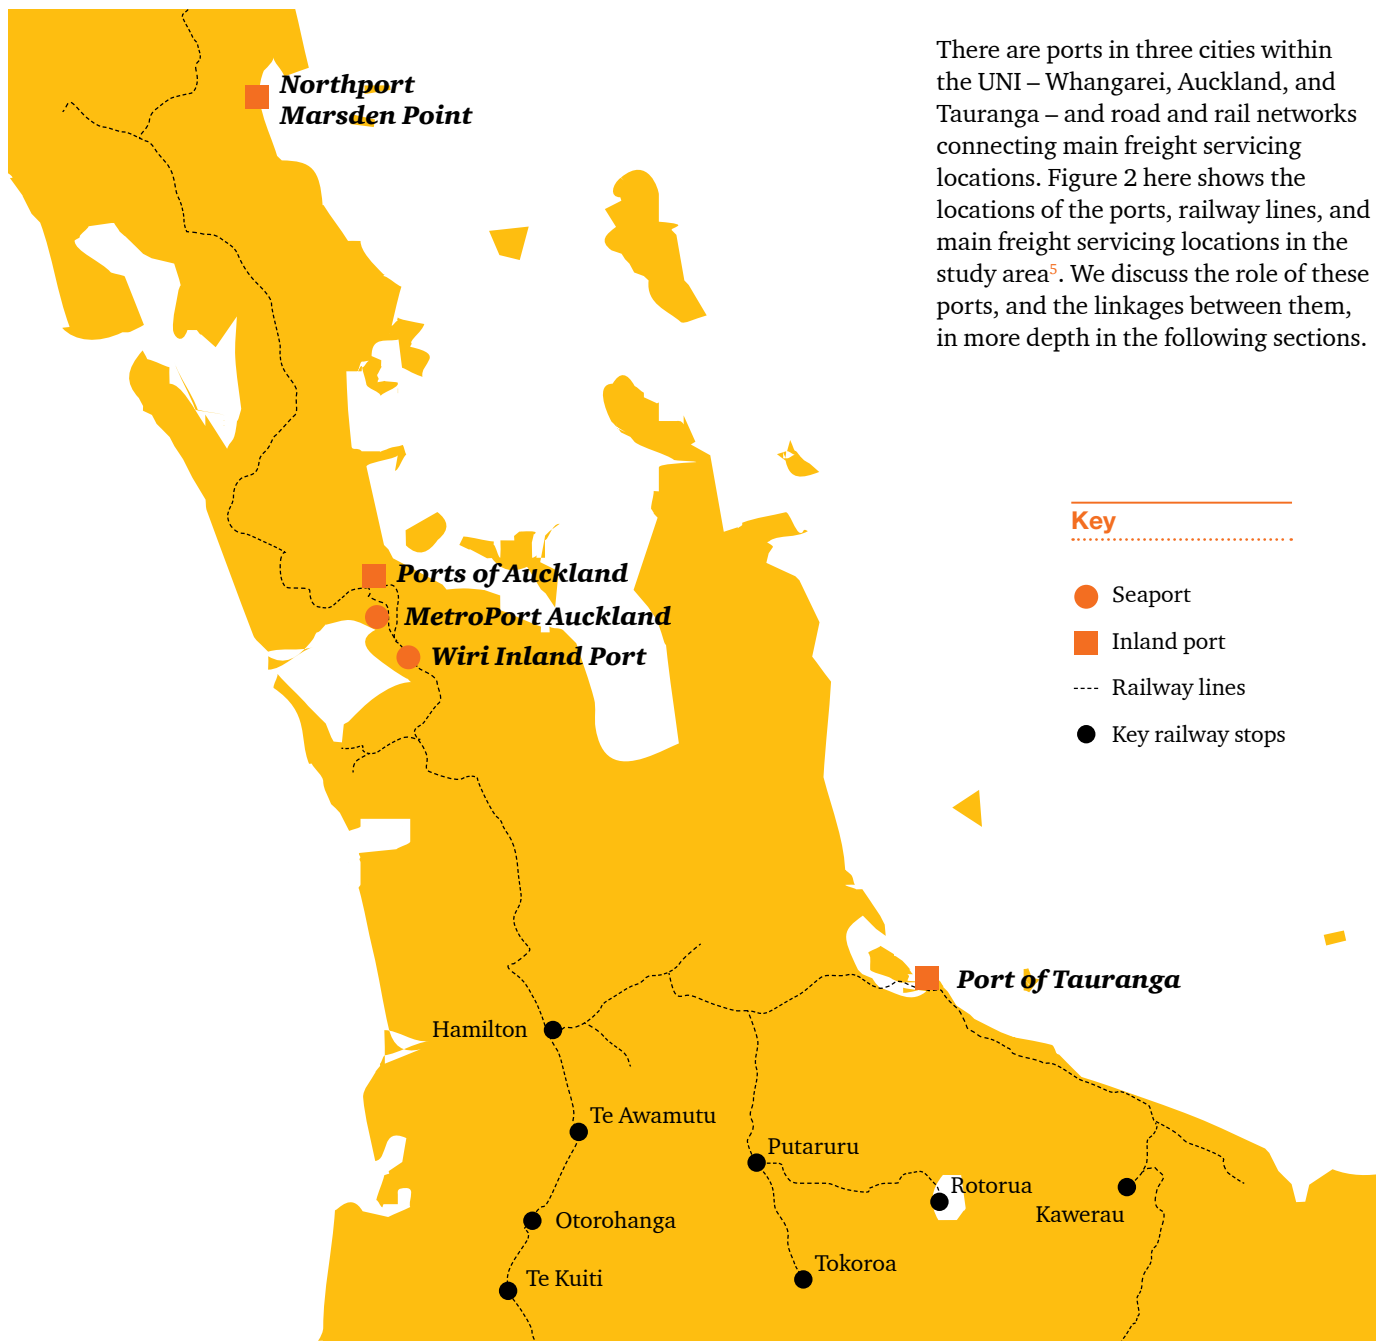 There are ports in three cities within
the UNI – Whangarei, Auckland, and
Tauranga – and road and rail networks
connecting main freight servicing
locations. Figure 2 here shows the
locations of the ports, railway lines, and
main freight servicing locations in the
study area5. We discuss the role of these
ports, and the linkages between them,
in more depth in the following sections.
Northport
Marsden Point
Key
Seaport
Inland port
Railway lines
Key railway stops
Ports of Auckland
MetroPort Auckland
Wiri Inland Port
Port of Tauranga
Hamilton
Te Awamutu
Putaruru
Rotorua
Kawerau
Otorohanga
Tokoroa
Te Kuiti